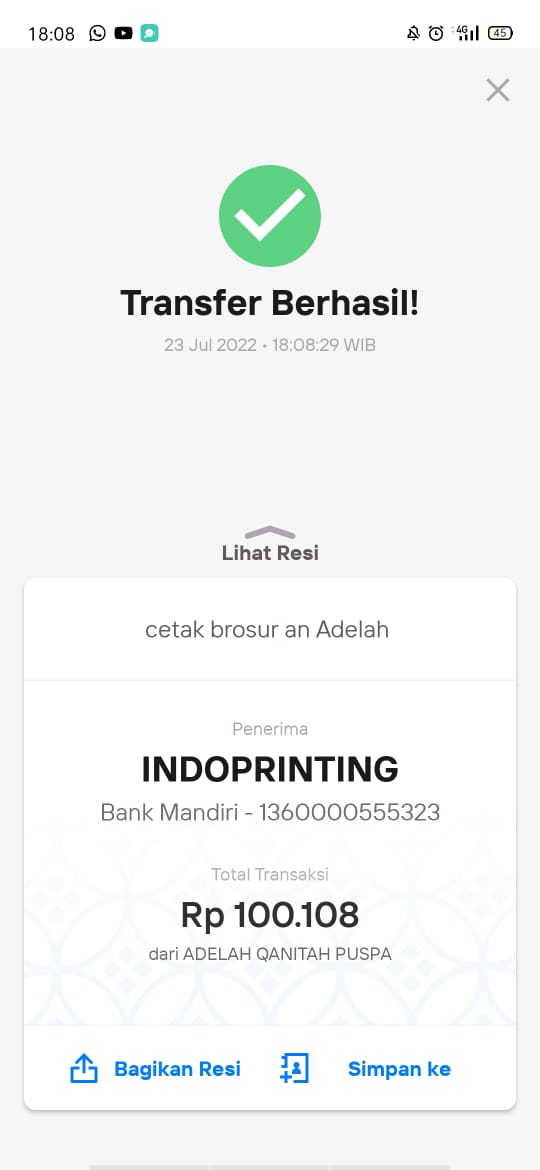 18:08
4G 45
Transfer Berhasil!
23 Jul 2022 • 18:08:29 WIB
Lihat Resi
cetak brosur an Adelah
Penerima
INDOPRINTING
Bank Mandiri - 1360000555323
Total Transaksi
Rp 100.108
dari ADELAH QANITAH PUSPA
Bagikan Resi
Simpan ke